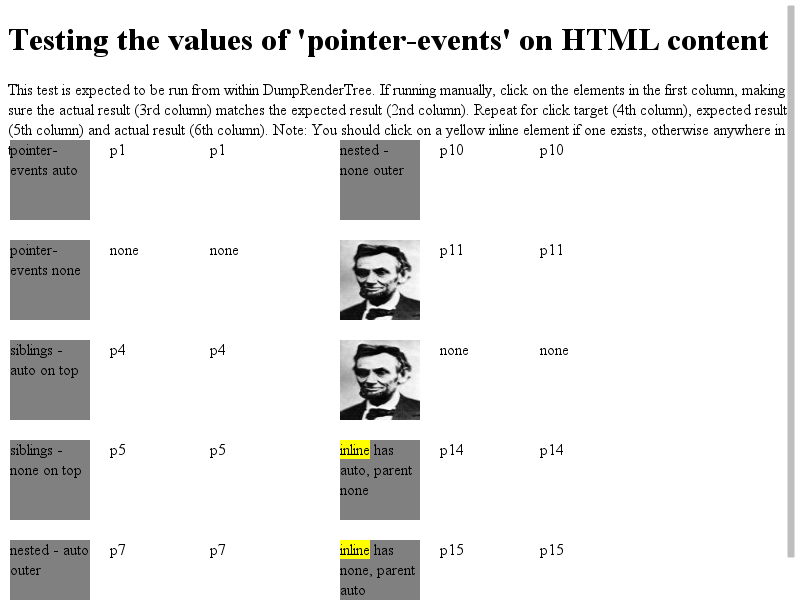 Testing the values of 'pointer-events' on HTML content
This test is expected to be run from within DumpRenderTree. If running manually, click on the elements in the first column, making
sure the actual result (3rd column) matches the expected result (2nd column). Repeat for click target (4th column), expected result
(5th column) and actual result (6th column). Note: You should click on a yellow inline element if one exists, otherwise anywhere in
pointer- p1 p1 nested - p10 p10
events auto none outer
pointer- none none p11 p11
events none
siblings - p4 p4 none none
auto on top
siblings - p5 p5 inline has p14 p14
none on top auto, parent
none
nested - auto p7 p7 inline has p15 p15
outer none, parent
auto